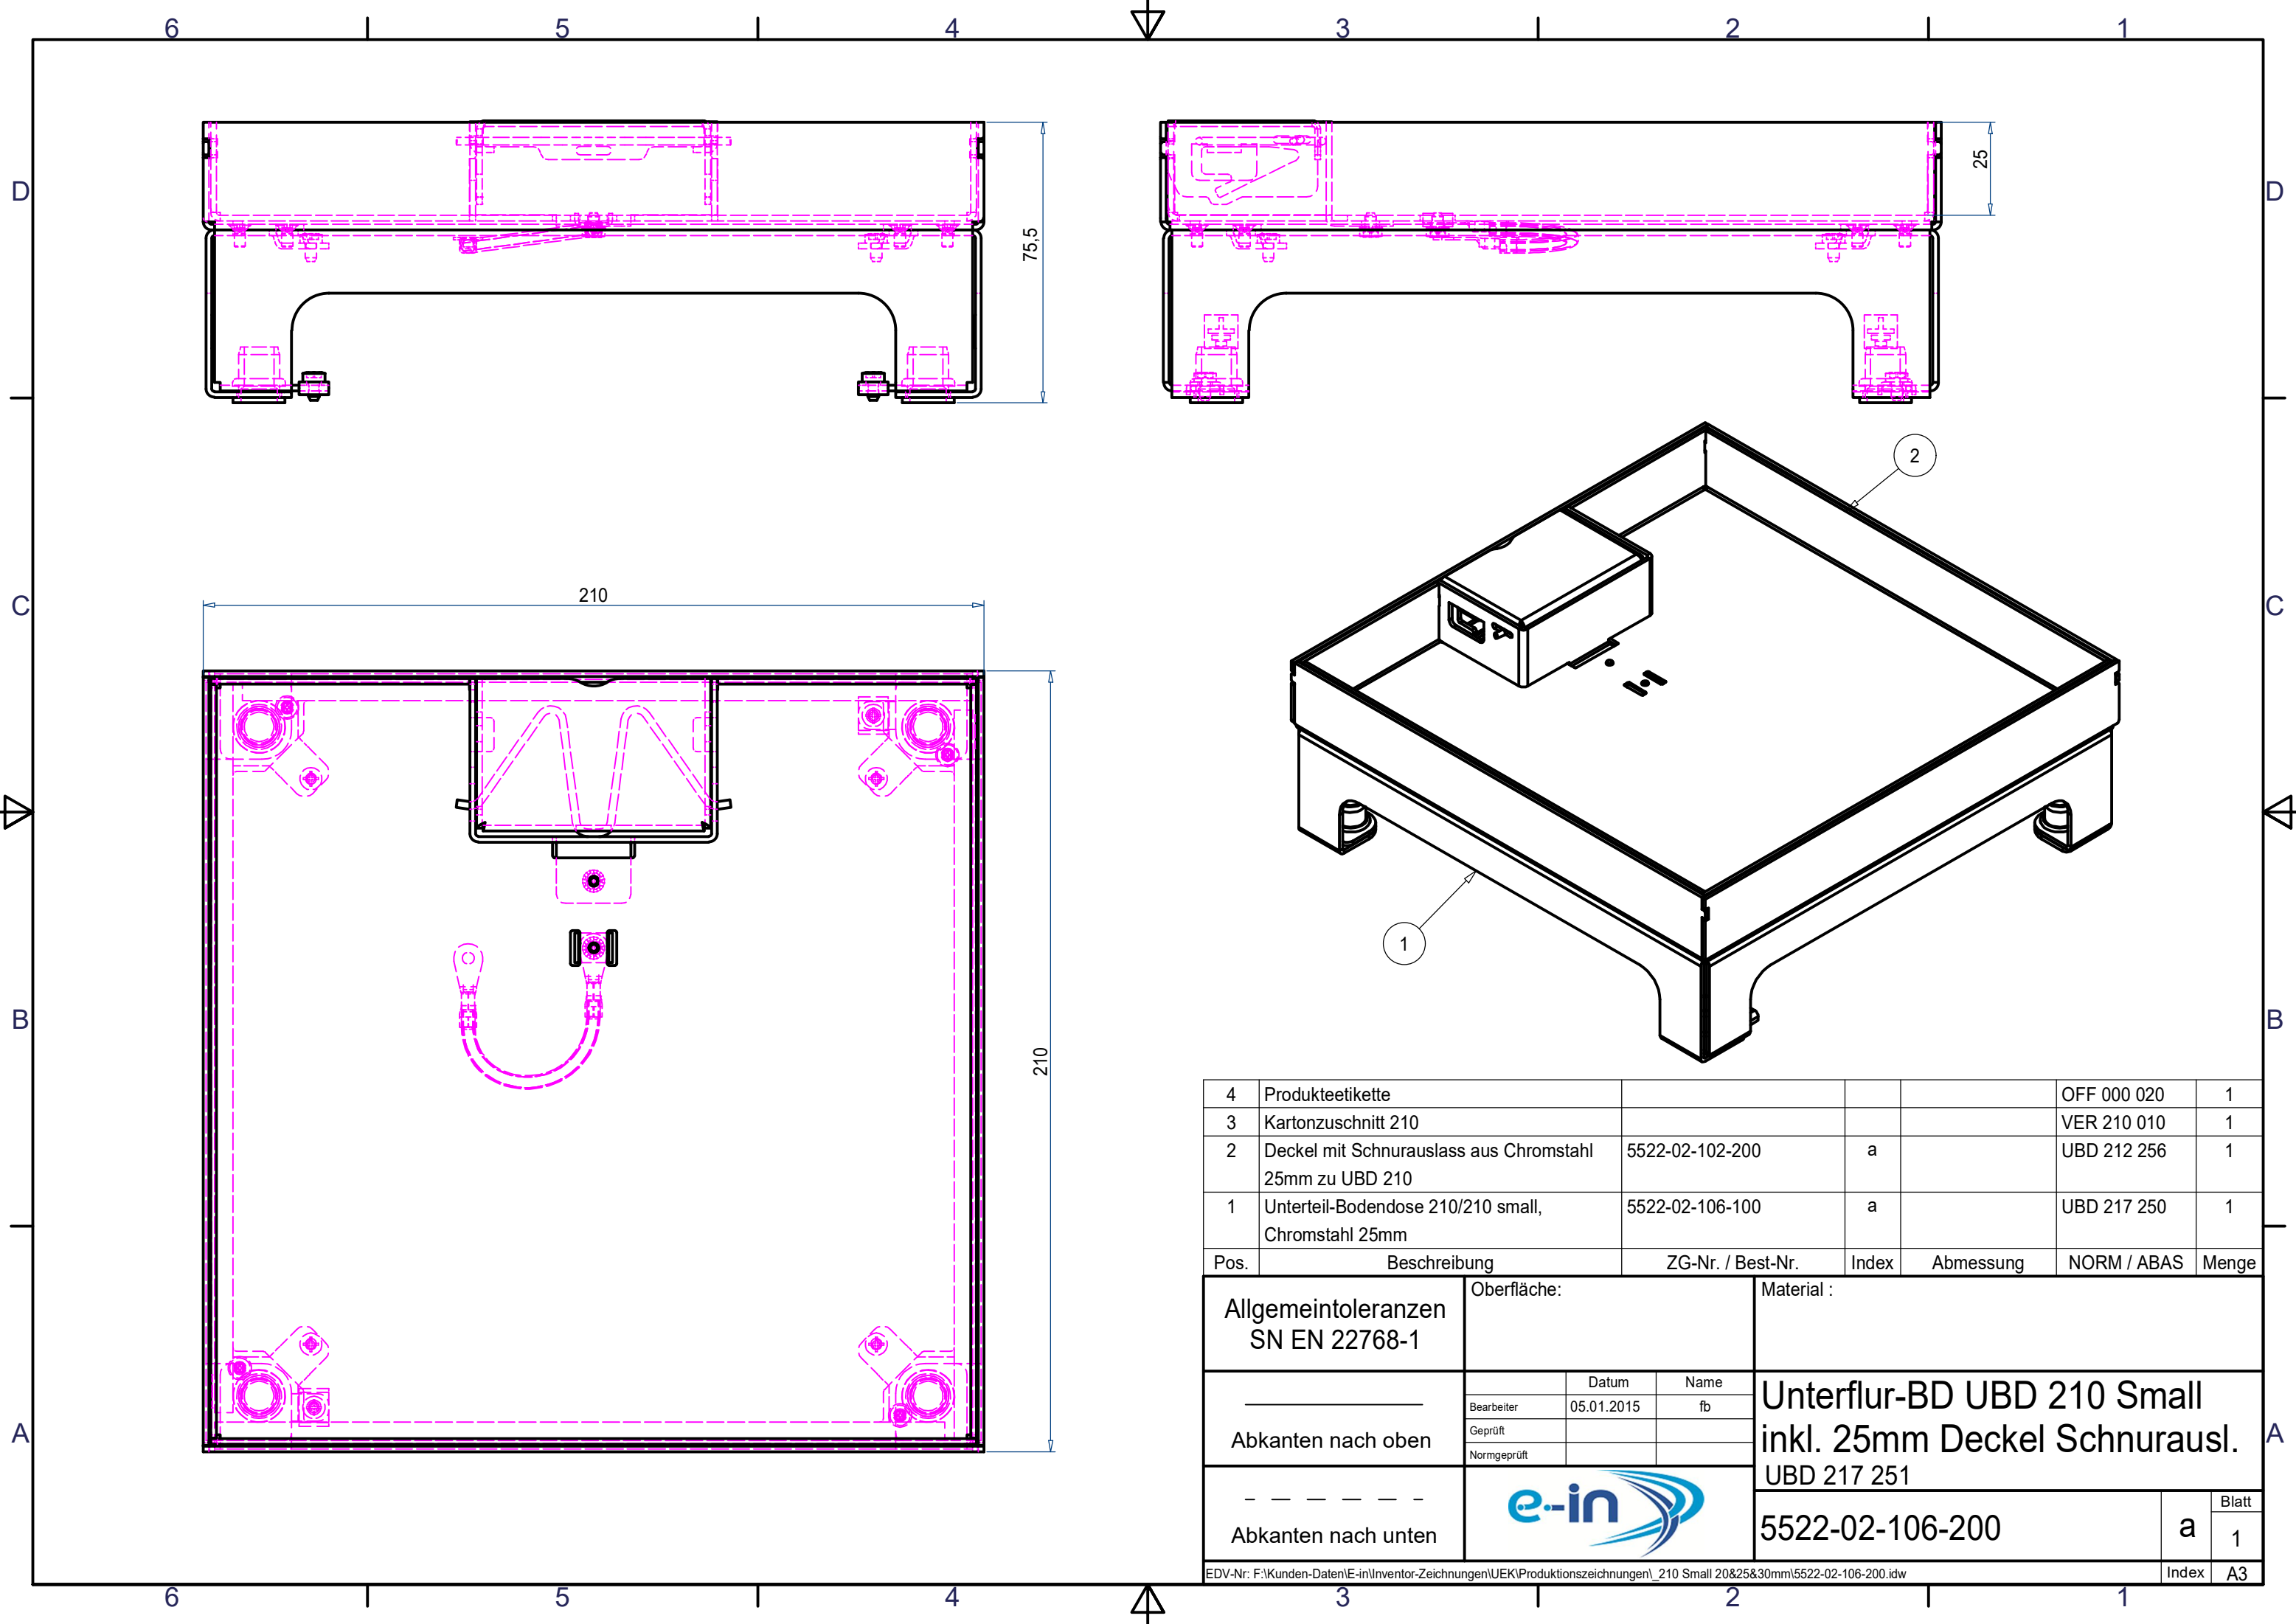 6 5 4 3 2 1
D D
75,5
25
2
C C
210
1
B B
210
4 Produkteetikette OFF 000 020 1
3 Kartonzuschnitt 210 VER 210 010 1
2 Deckel mit Schnurauslass aus Chromstahl 5522-02-102-200 a UBD 212 256 1
25mm zu UBD 210
1 Unterteil-Bodendose 210/210 small, 5522-02-106-100 a UBD 217 250 1
Chromstahl 25mm
Pos. Beschreibung ZG-Nr. / Best-Nr. Index Abmessung NORM / ABAS Menge
Allgemeintoleranzen
SN EN 22768-1
Oberfläche:
Material :
Datum Name
Bearbeiter 05.01.2015 fb
Geprüft
Normgeprüft
Unterflur-BD UBD 210 Small
inkl. 25mm Deckel Schnurausl.
UBD 217 251
A A
Abkanten nach oben
Abkanten nach unten
e-in
5522-02-106-200
a
Blatt
1
EDV-Nr: F:\Kunden-Daten\E-in\Inventor-Zeichnungen\UEK\Produktionszeichnungen\_210 Small 20&25&30mm\5522-02-106-200.idw
Index A3
6 5 4 3 2 1